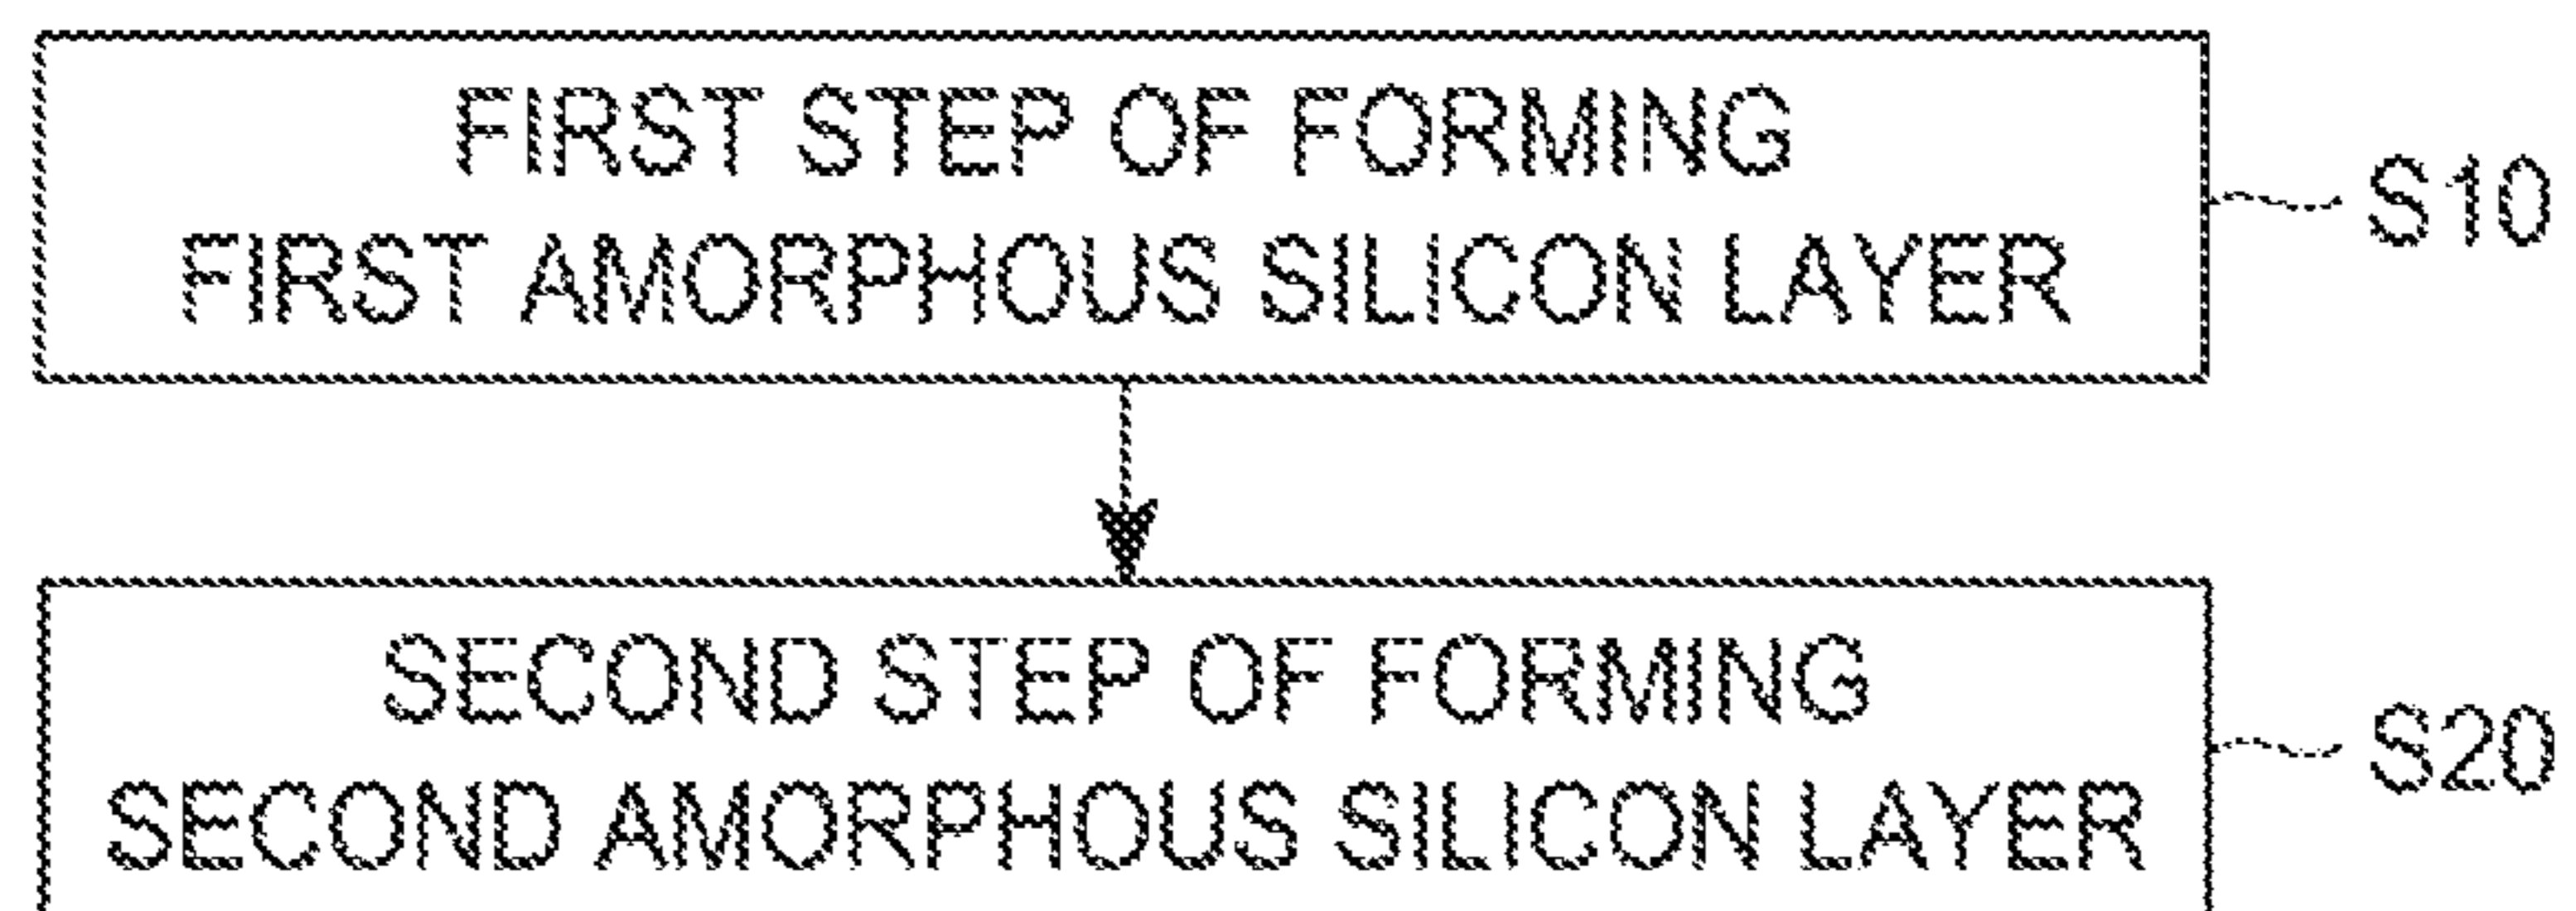 FIRST STEP OF FORMING
FIRST AMORPHOUS SILICON LAYER
S10
SECOND STEP OF FORMING
SECOND AMORPHOUS SILICON LAYER
S20